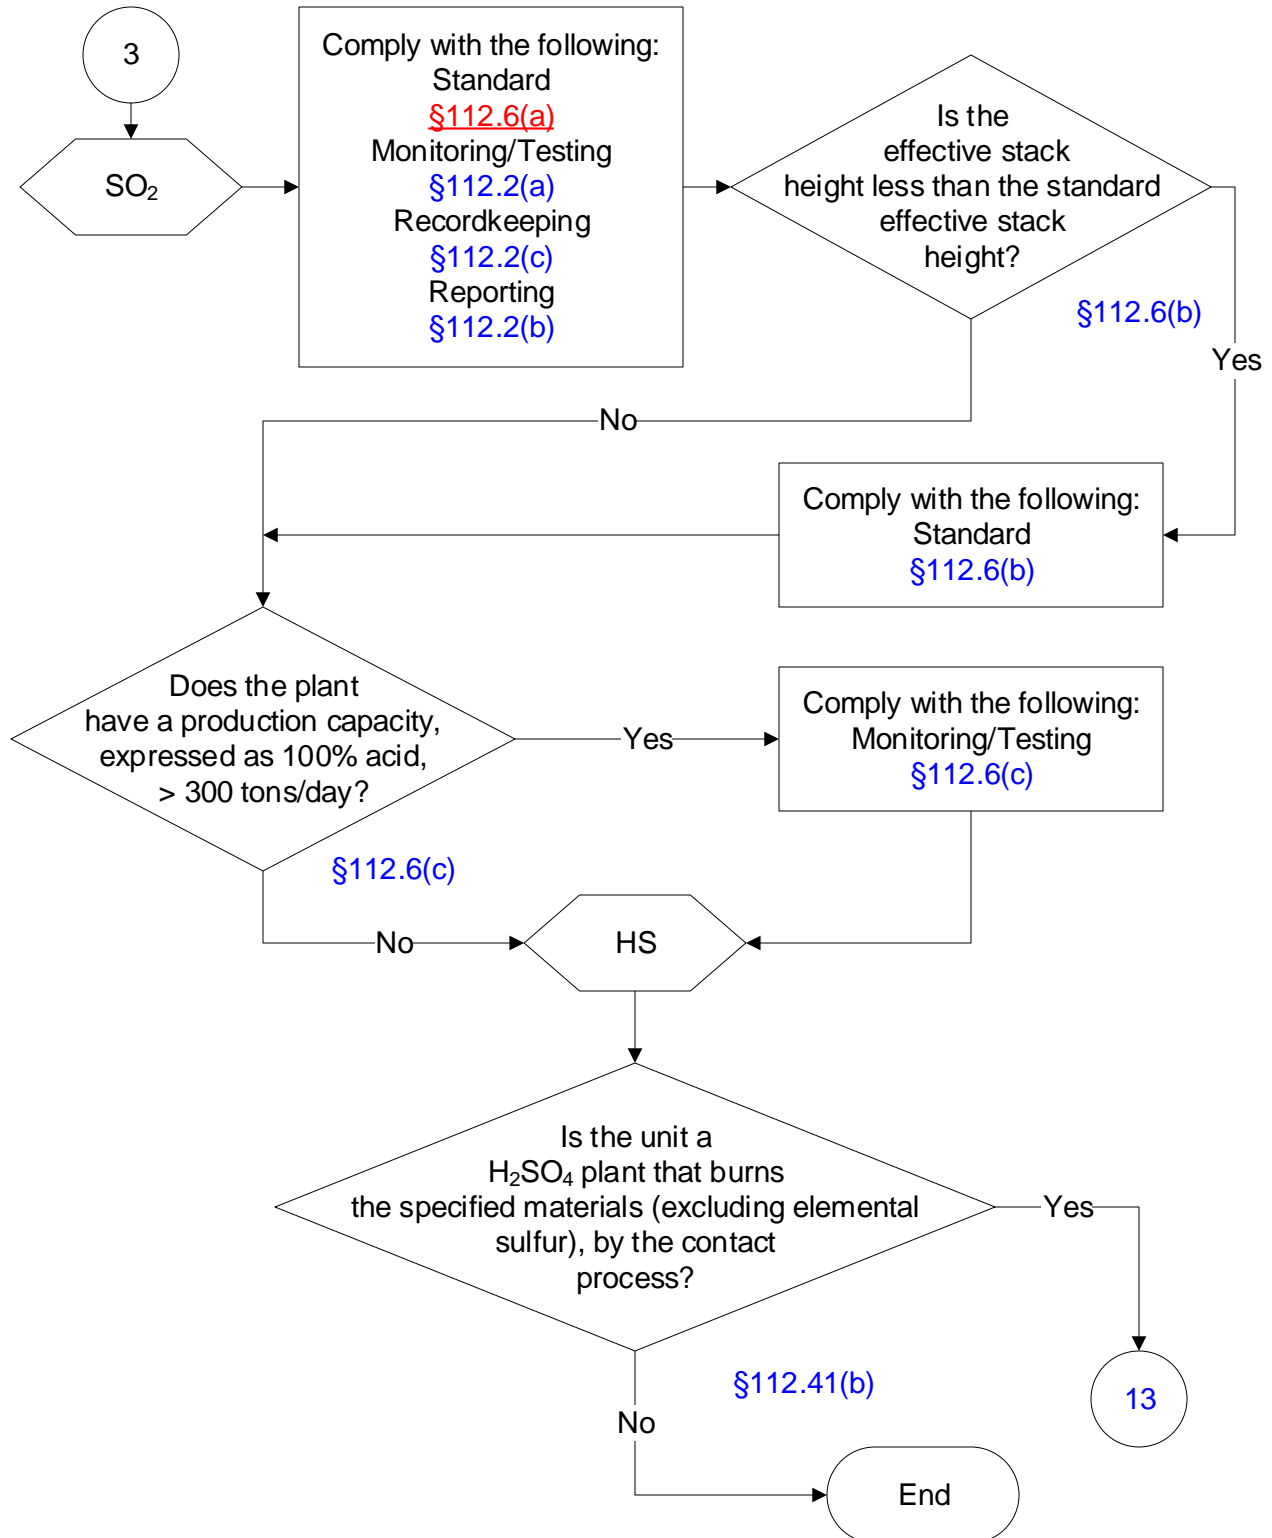 3
SO₂
Comply with the following:
Standard
§112.6(a)
Monitoring/Testing
§112.2(a)
Recordkeeping
§112.2(c)
Reporting
§112.2(b)
Is the
effective stack
height less than the standard
effective stack
height?
§112.6(b)
Yes
No
Comply with the following:
Standard
§112.6(b)
Does the plant
have a production capacity,
expressed as 100% acid,
> 300 tons/day?
Yes
Comply with the following:
Monitoring/Testing
§112.6(c)
§112.6(c)
No
HS
Is the unit a
H₂SO₄ plant that burns
the specified materials (excluding elemental
sulfur), by the contact
process?
Yes
§112.41(b)
13
No
End